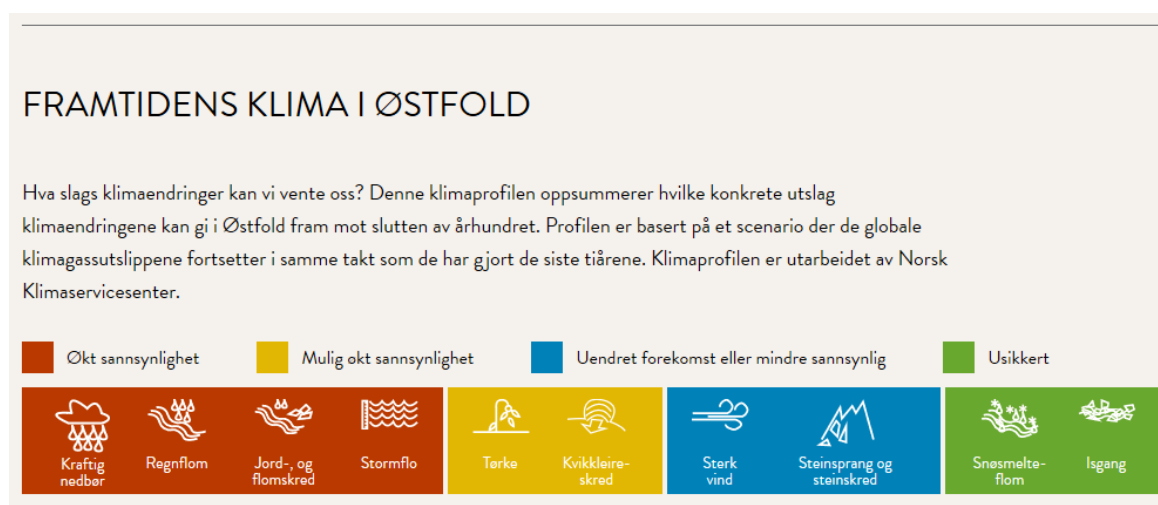 FRAMTIDENS KLIMA I ØSTFOLD
Hva slags klimaendringer kan vi vente oss? Denne klimaprofilen oppsummerer hvilke konkrete utslag
klimaendringene kan gi i Østfold fram mot slutten av århundret. Profilen er basert på et scenario der de globale
klimagassutslippene fortsetter i samme takt som de har gjort de siste tiårene. Klimaprofilen er utarbeidet av Norsk
Klimaservicesenter.
Økt sannsynlighet
Mulig økt sannsynlighet
Uendret forekomst eller mindre sannsynlig
Usikkert
Kraftig
nedbør
Regnflom
Jord-, og
flomskred
Stormflo
Tørke
Kvikkleire-
skred
Sterk
vind
Steinsprang og
steinskred
Snøsmelte-
flom
Isgang